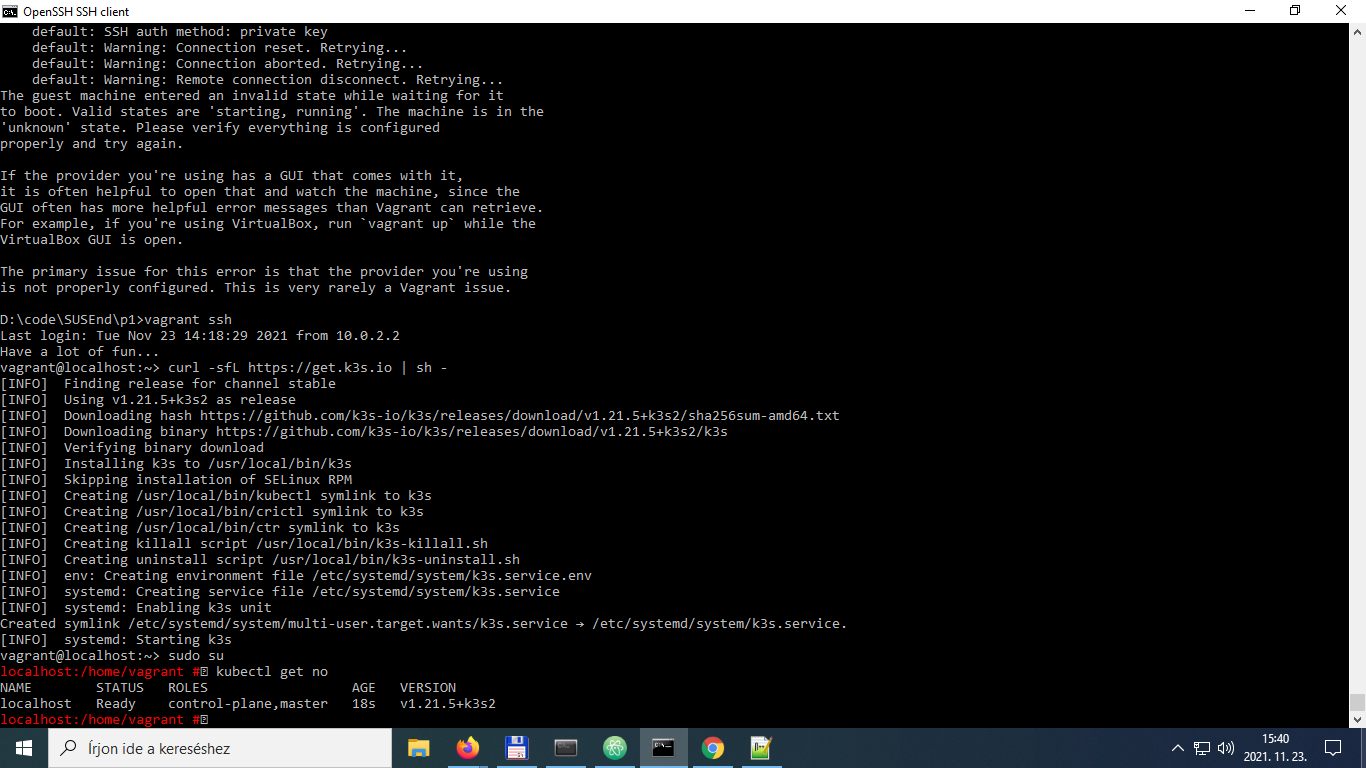 OpenSSH SSH client
default: SSH auth method: private key
default: Warning: Connection reset. Retrying...
default: Warning: Connection aborted. Retrying...
default: Warning: Remote connection disconnect. Retrying...
The guest machine entered an invalid state while waiting for it
to boot. Valid states are 'starting, running'. The machine is in the
'unknown' state. Please verify everything is configured
properly and try again.
If the provider you're using has a GUI that comes with it,
it is often helpful to open that and watch the machine, since the
GUI often has more helpful error messages than Vagrant can retrieve.
For example, if you're using VirtualBox, run `vagrant up` while the
VirtualBox GUI is open.
The primary issue for this error is that the provider you're using
is not properly configured. This is very rarely a Vagrant issue.
D:\code\SUSEnd\p1>vagrant ssh
Last login: Tue Nov 23 14:18:29 2021 from 10.0.2.2
Have a lot of fun...
vagrant@localhost:~> curl -sfL https://get.k3s.io | sh -
[INFO]  Finding release for channel stable
[INFO]  Using v1.21.5+k3s2 as release
[INFO]  Downloading hash https://github.com/k3s-io/k3s/releases/download/v1.21.5+k3s2/sha256sum-amd64.txt
[INFO]  Downloading binary https://github.com/k3s-io/k3s/releases/download/v1.21.5+k3s2/k3s
[INFO]  Verifying binary download
[INFO]  Installing k3s to /usr/local/bin/k3s
[INFO]  Skipping installation of SELinux RPM
[INFO]  Creating /usr/local/bin/kubectl symlink to k3s
[INFO]  Creating /usr/local/bin/crictl symlink to k3s
[INFO]  Creating /usr/local/bin/ctr symlink to k3s
[INFO]  Creating killall script /usr/local/bin/k3s-killall.sh
[INFO]  Creating uninstall script /usr/local/bin/k3s-uninstall.sh
[INFO]  env: Creating environment file /etc/systemd/system/k3s.service.env
[INFO]  systemd: Creating service file /etc/systemd/system/k3s.service
[INFO]  systemd: Enabling k3s unit
Created symlink /etc/systemd/system/multi-user.target.wants/k3s.service → /etc/systemd/system/k3s.service.
[INFO]  systemd: Starting k3s
vagrant@localhost:~> sudo su
localhost:/home/vagrant # kubectl get no
NAME        STATUS   ROLES                  AGE   VERSION
localhost   Ready    control-plane,master   18s   v1.21.5+k3s2
localhost:/home/vagrant #
Írjon ide a kereséshez
15:40
2021. 11. 23.